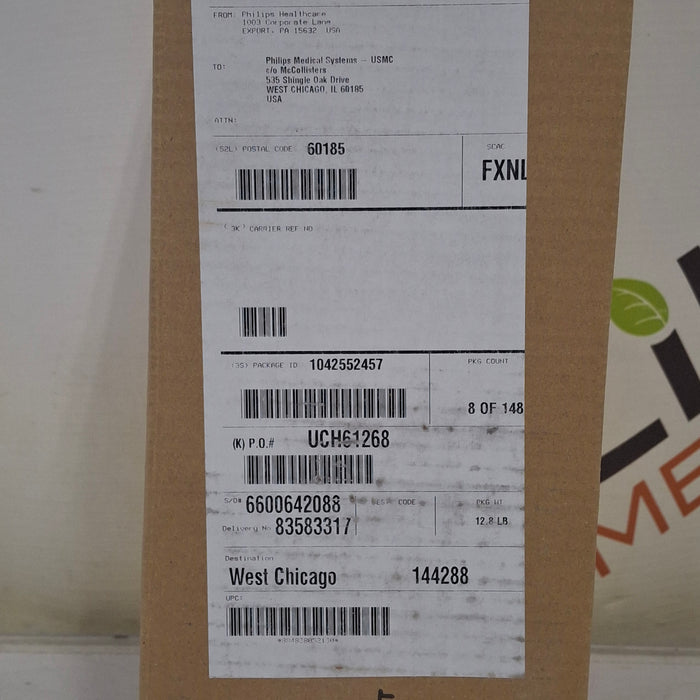 FROM: Philips Healthcare
1003 Corporate Lane
EXPORT, PA 15632 USA
TO: Philips Medical Systems - USMC
c/o McCollisters
535 Shingle Oak Drive
WEST CHICAGO, IL 60185
USA
ATTN:
(S2L) POSTAL CODE 60185
SCAC
FXNL
(3K) CARRIER REF NO
(3S) PACKAGE ID 1042552457
PKG COUNT
8 OF 148
(K) P.O.# UCH61268
S/O# 6600642088
DEST. CODE
PKG WT
12.8 LB
Delivery No 83583317
Destination
West Chicago 144288
UPC:
ME
T